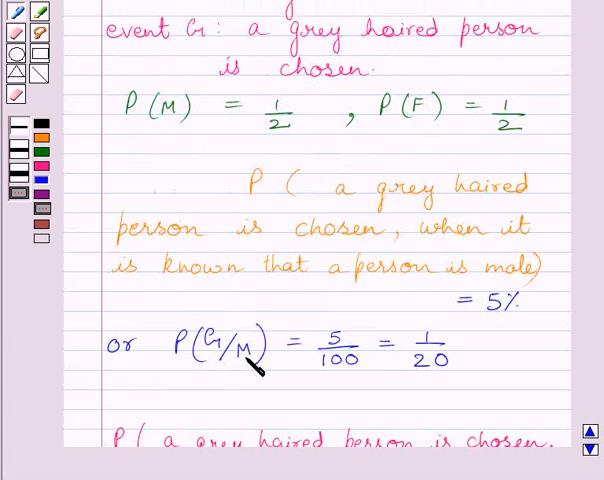 event G: a grey haired person
is chosen.
P(M) = 1/2 , P(F) = 1/2
P ( a grey haired
person is chosen, when it
is known that a person is male)
= 5%
or P(G/M) = 5/100 = 1/20
P ( a grey haired person is chosen.